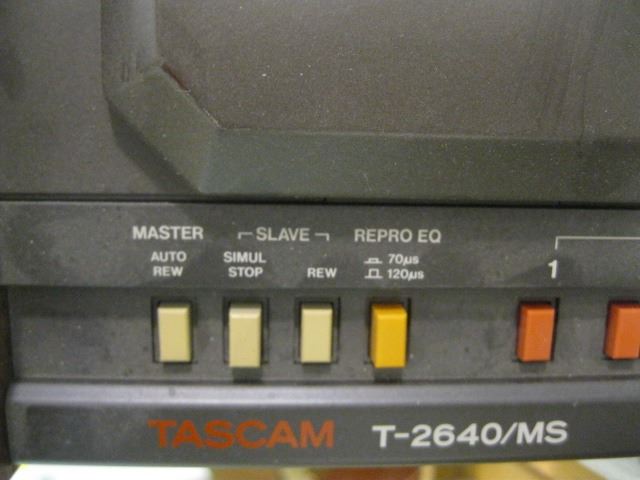 MASTER SLAVE REPRO EQ
AUTO REW SIMUL STOP REW 70µs 120µs 1
TASCAM T-2640/MS